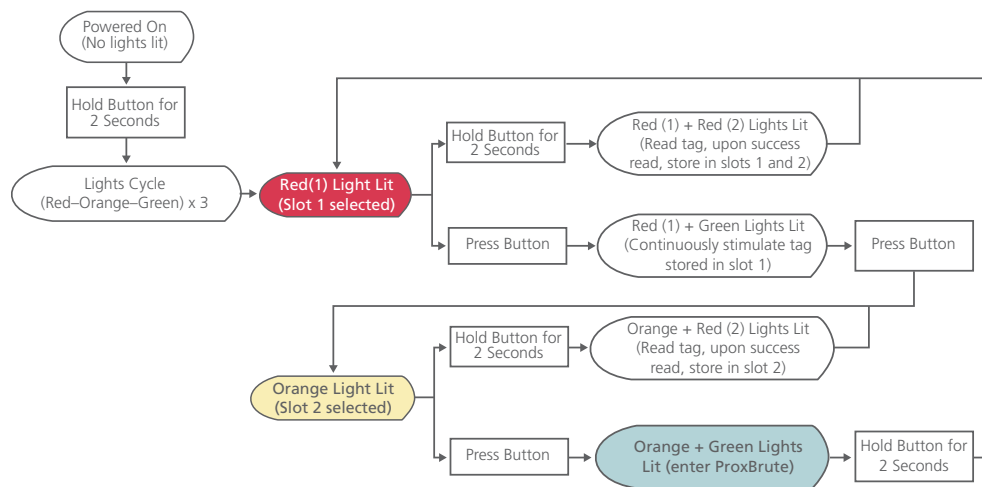 Powered On
(No lights lit)
Hold Button for
2 Seconds
Lights Cycle
(Red–Orange–Green) x 3
Red(1) Light Lit
(Slot 1 selected)
Hold Button for
2 Seconds
Red (1) + Red (2) Lights Lit
(Read tag, upon success
read, store in slots 1 and 2)
Press Button
Red (1) + Green Lights Lit
(Continuously stimulate tag
stored in slot 1)
Press Button
Orange Light Lit
(Slot 2 selected)
Hold Button for
2 Seconds
Orange + Red (2) Lights Lit
(Read tag, upon success
read, store in slot 2)
Press Button
Orange + Green Lights
Lit (enter ProxBrute)
Hold Button for
2 Seconds